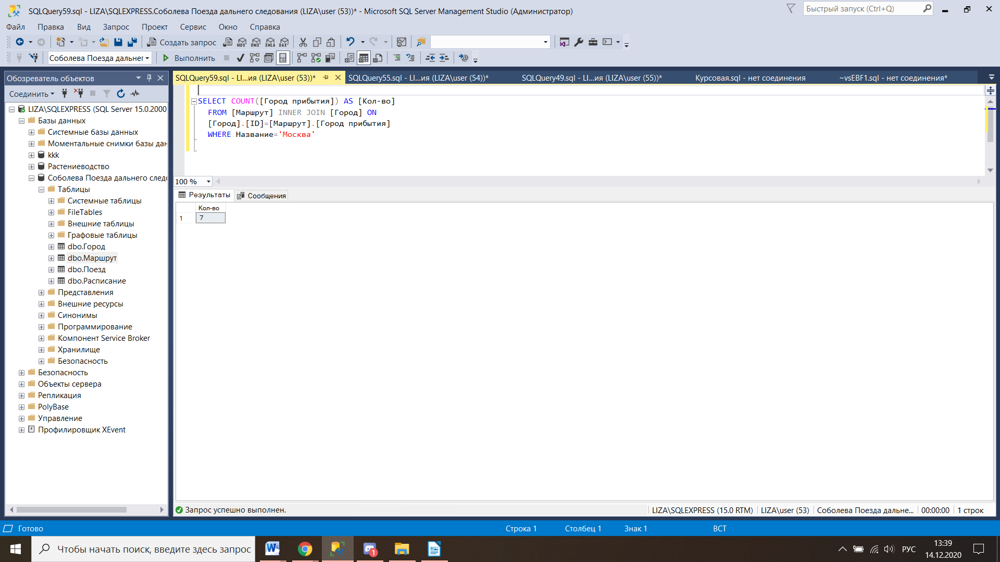 SQLQuery59.sql - LIZA\SQLEXPRESS.Соболева Поезда дальнего следования (LIZA\user (53))* - Microsoft SQL Server Management Studio (Администратор)
Быстрый запуск (Ctrl+Q)
Файл Правка Вид Запрос Проект Сервис Окно Справка
Создать запрос MDX DMX XMLA DAX
Соболева Поезда дальнег Выполнить
Обозреватель объектов
SQLQuery59.sql - LI...ия (LIZA\user (53))* SQLQuery55.sql - LI...ия (LIZA\user (54))* SQLQuery49.sql - LI...ия (LIZA\user (55))* Курсовая.sql - нет соединения ~vsEBF1.sql - нет соединения*
Соединить
LIZA\SQLEXPRESS (SQL Server 15.0.2000
Базы данных
Системные базы данных
Моментальные снимки базы дан
kkk
Растениеводство
Соболева Поезда дальнего след
Таблицы
Системные таблицы
FileTables
Внешние таблицы
Графовые таблицы
dbo.Город
dbo.Маршрут
dbo.Поезд
dbo.Расписание
Представления
Внешние ресурсы
Синонимы
Программирование
Компонент Service Broker
Хранилище
Безопасность
Безопасность
Объекты сервера
Репликация
PolyBase
Управление
Профилировщик XEvent
SELECT COUNT([Город прибытия]) AS [Кол-во]
FROM [Маршрут] INNER JOIN [Город] ON
[Город].[ID]=[Маршрут].[Город прибытия]
WHERE Название='Москва'
100 %
Результаты Сообщения
Кол-во
1 7
Запрос успешно выполнен.
LIZA\SQLEXPRESS (15.0 RTM) LIZA\user (53) Соболева Поезда дальне... 00:00:00 1 строк
Готово Строка 1 Столбец 1 Знак 1 ВСТ
Чтобы начать поиск, введите здесь запрос
1
РУС
13:39
14.12.2020